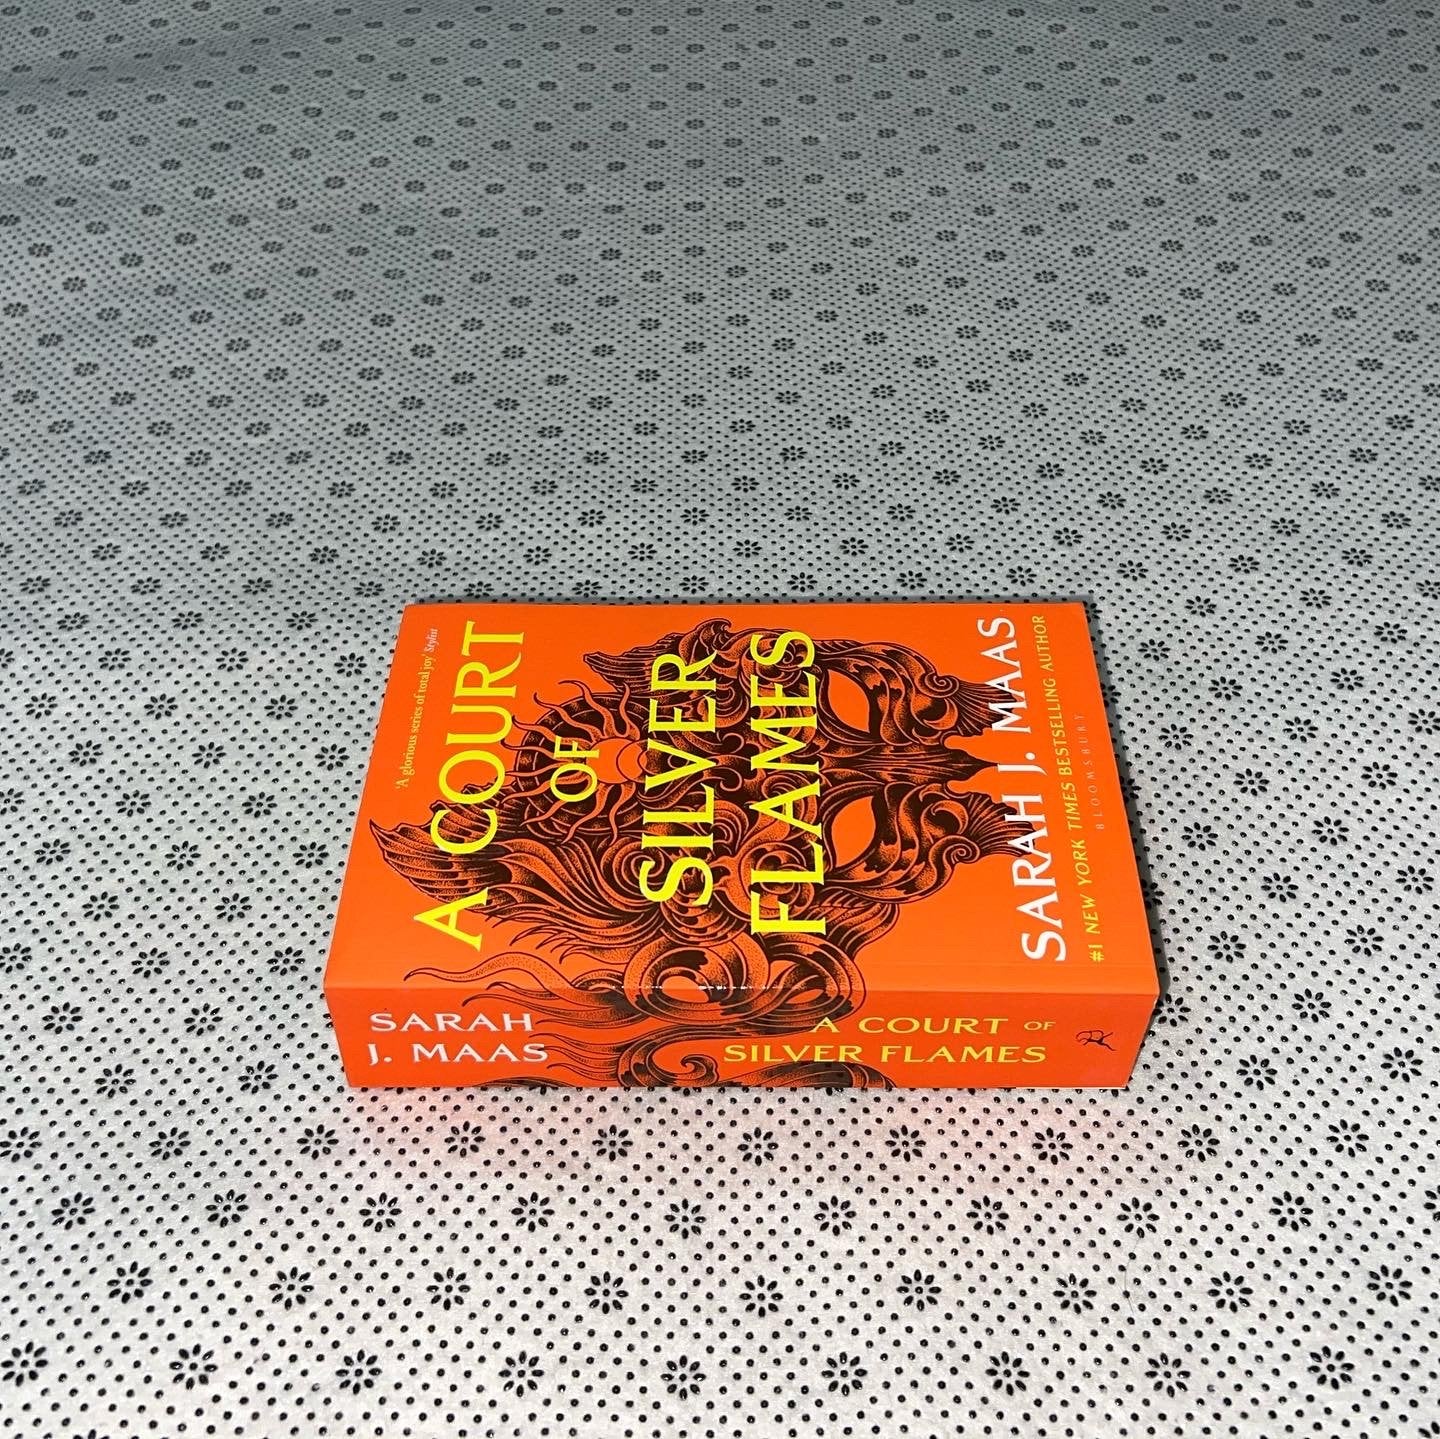 'A glorious series of total joy' Stylist
A COURT
OF
SILVER
FLAMES
SARAH J. MAAS
#1 NEW YORK TIMES BESTSELLING AUTHOR
BLOOMSBURY
SARAH
J. MAAS
A COURT OF
SILVER FLAMES